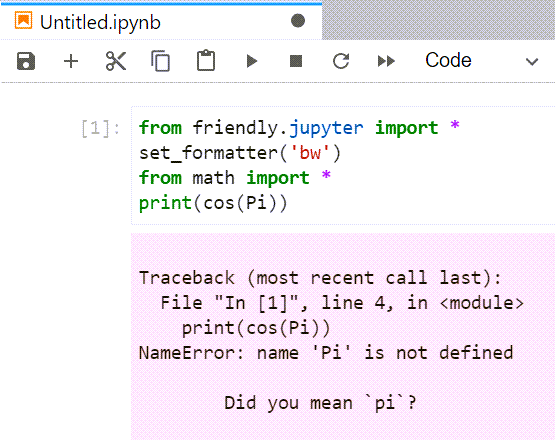 Untitled.ipynb
Code
[1]:
from friendly.jupyter import *
set_formatter('bw')
from math import *
print(cos(Pi))
Traceback (most recent call last):
  File "In [1]", line 4, in <module>
    print(cos(Pi))
NameError: name 'Pi' is not defined
        Did you mean `pi`?